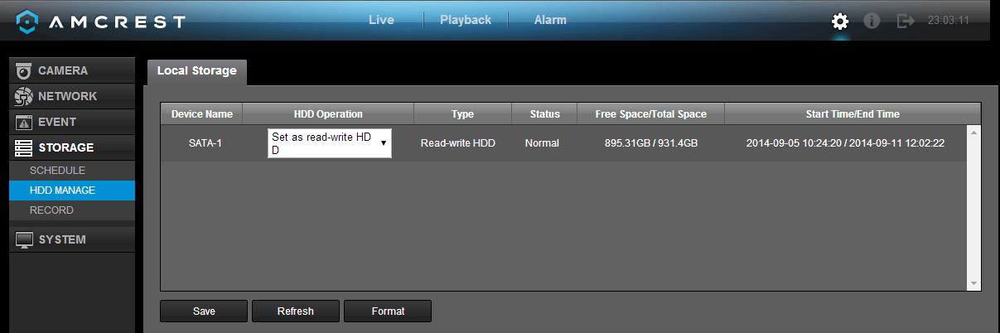 AMCREST
Live Playback Alarm
23:03:11
CAMERA
NETWORK
EVENT
STORAGE
SCHEDULE
HDD MANAGE
RECORD
SYSTEM
Local Storage
Device Name HDD Operation Type Status Free Space/Total Space Start Time/End Time
SATA-1 Set as read-write HD
D Read-write HDD Normal 895.31GB / 931.4GB 2014-09-05 10:24:20 / 2014-09-11 12:02:22
Save Refresh Format